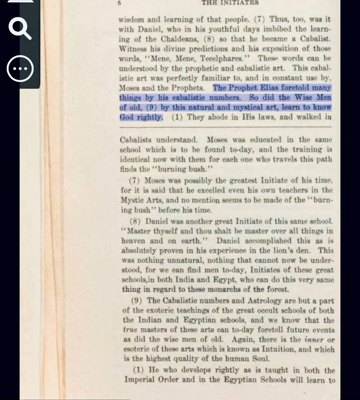 6 THE INITIATES
wisdom and learning of that people. (7) Thus, too, was it
with Daniel, who in his youthful days imbibed the learn-
ing of the Chaldeans, (8) so that he became a Cabalist.
Witness his divine predictions and his exposition of those
words, "Mene, Mene, Tecelphares." These words can be
understood by the prophetic and cabalistic art. This cabal-
istic art was perfectly familiar to, and in constant use by,
Moses and the Prophets. The Prophet Elias foretold many
things by his cabalistic numbers. So did the Wise Men
of old, (9) by this natural and mystical art, learn to know
God rightly. (1) They abode in His laws, and walked in
Cabalists understand. Moses was educated in the same
school which is to be found to-day, and the training is
identical now with them for each one who travels this path
finds the "burning bush."
(7) Moses was possibly the greatest Initiate of his time,
for it is said that he excelled even his own teachers in the
Mystic Arts, and no mention seems to be made of the "burn-
ing bush" before his time.
(8) Daniel was another great Initiate of this same school.
"Master thyself and thou shalt be master over all things in
heaven and on earth." Daniel accomplished this as is
absolutely proven in his experience in the lion's den. This
was nothing unnatural, nothing that cannot now be under-
stood, for we can find men to-day, Initiates of these great
schools,in both India and Egypt, who can do this very same
thing in regard to these monarchs of the forest.
(9) The Cabalistic numbers and Astrology are but a part
of the exoteric teachings of the great occult schools of both
the Indian and Egyptian schools, and we know that the
true masters of these arts can to-day foretell future events
as did the wise men of old. Again, there is the inner or
esoteric of these arts which is known as Intuition, and which
is the highest quality of the human Soul.
(1) He who develops rightly as is taught in both the
Imperial Order and in the Egyptian Schools will learn to